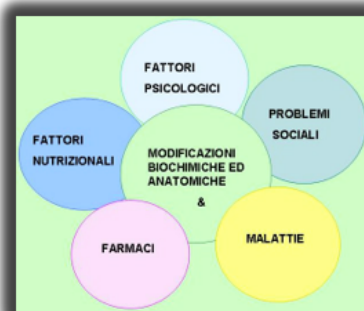 FATTORI
PSICOLOGICI
PROBLEMI
SOCIALI
FATTORI
NUTRIZIONALI
MODIFICAZIONI
BIOCHIMICHE ED
ANATOMICHE
&
FARMACI
MALATTIE